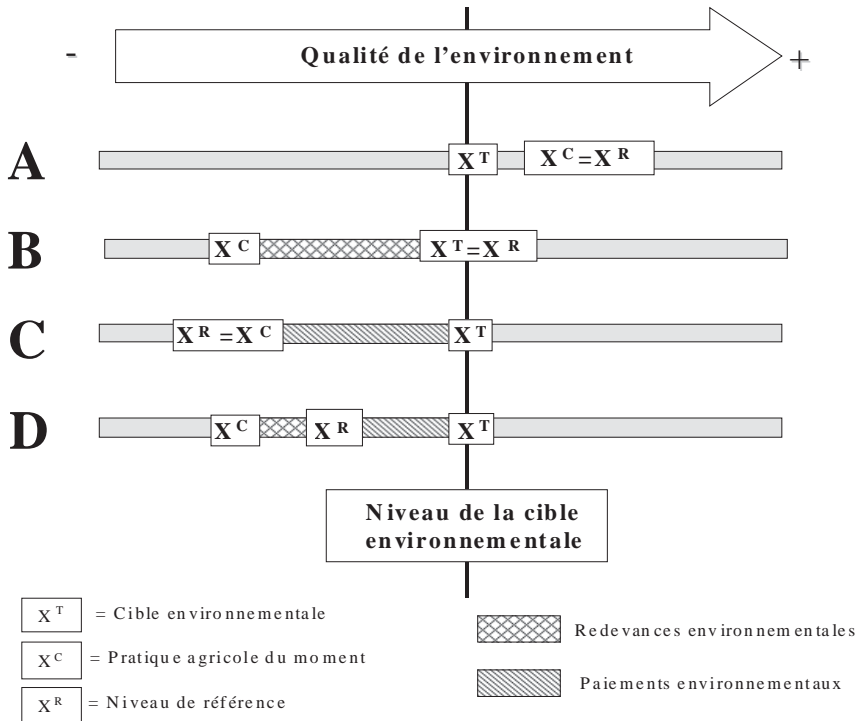 - Qualité de l'environnement +
A X^T X^C=X^R
B X^C X^T=X^R
C X^R=X^C X^T
D X^C X^R X^T
Niveau de la cible
environnementale
X^T = Cible environnementale
X^C = Pratique agricole du moment
X^R = Niveau de référence
Redevances environnementales
Paiements environnementaux